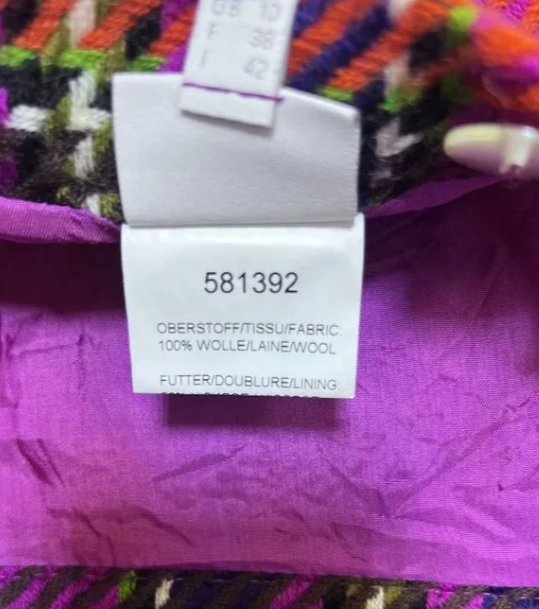 GB 10
F 38
I 42
581392
OBERSTOFF/TISSU/FABRIC:
100% WOLLE/LAINE/WOOL
FUTTER/DOUBLURE/LINING: